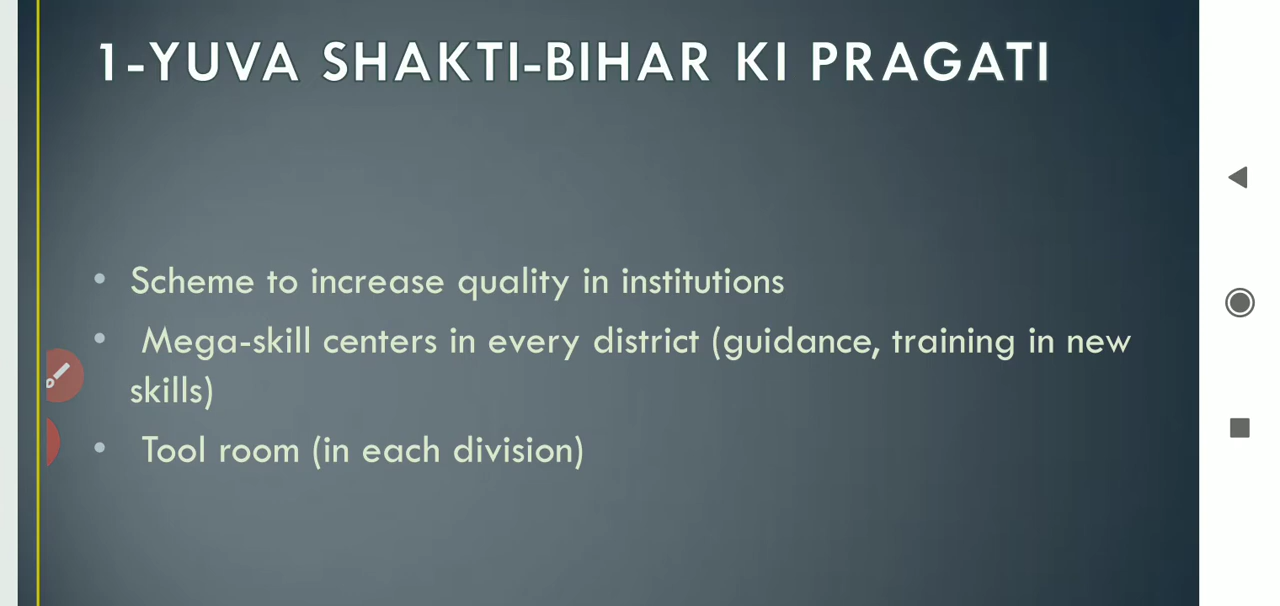 1-YUVA SHAKTI-BIHAR KI PRAGATI
• Scheme to increase quality in institutions
• Mega-skill centers in every district (guidance, training in new
skills)
• Tool room (in each division)